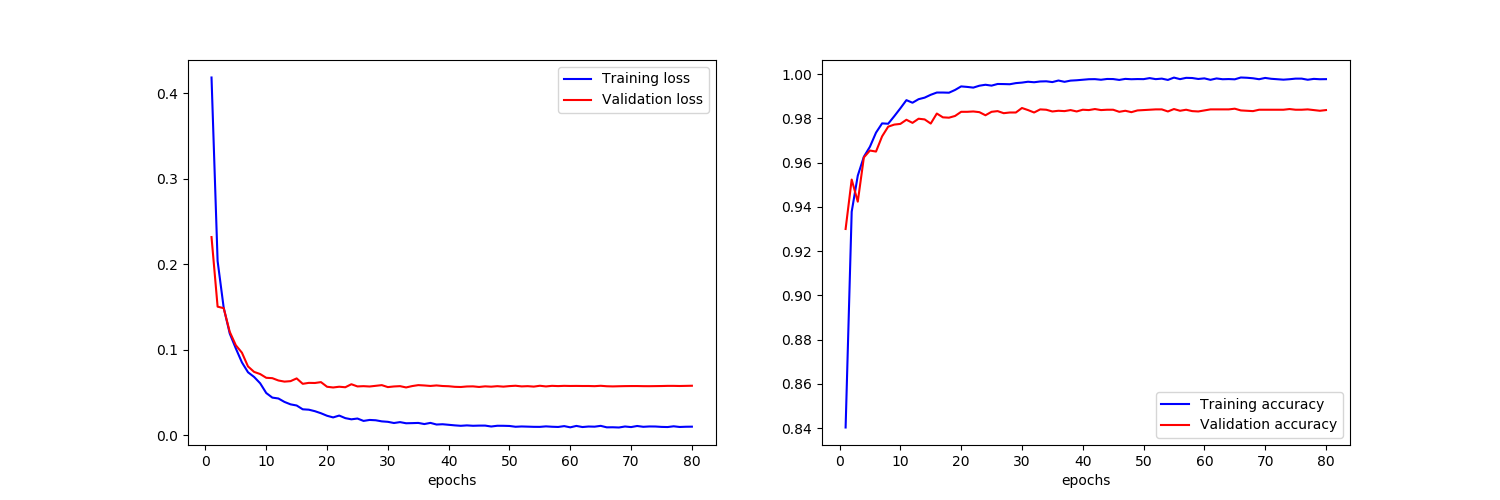 Training loss
Validation loss
0.4
0.3
0.2
0.1
0.0
0 10 20 30 40 50 60 70 80
epochs
1.00
0.98
0.96
0.94
0.92
0.90
0.88
0.86
0.84
Training accuracy
Validation accuracy
0 10 20 30 40 50 60 70 80
epochs